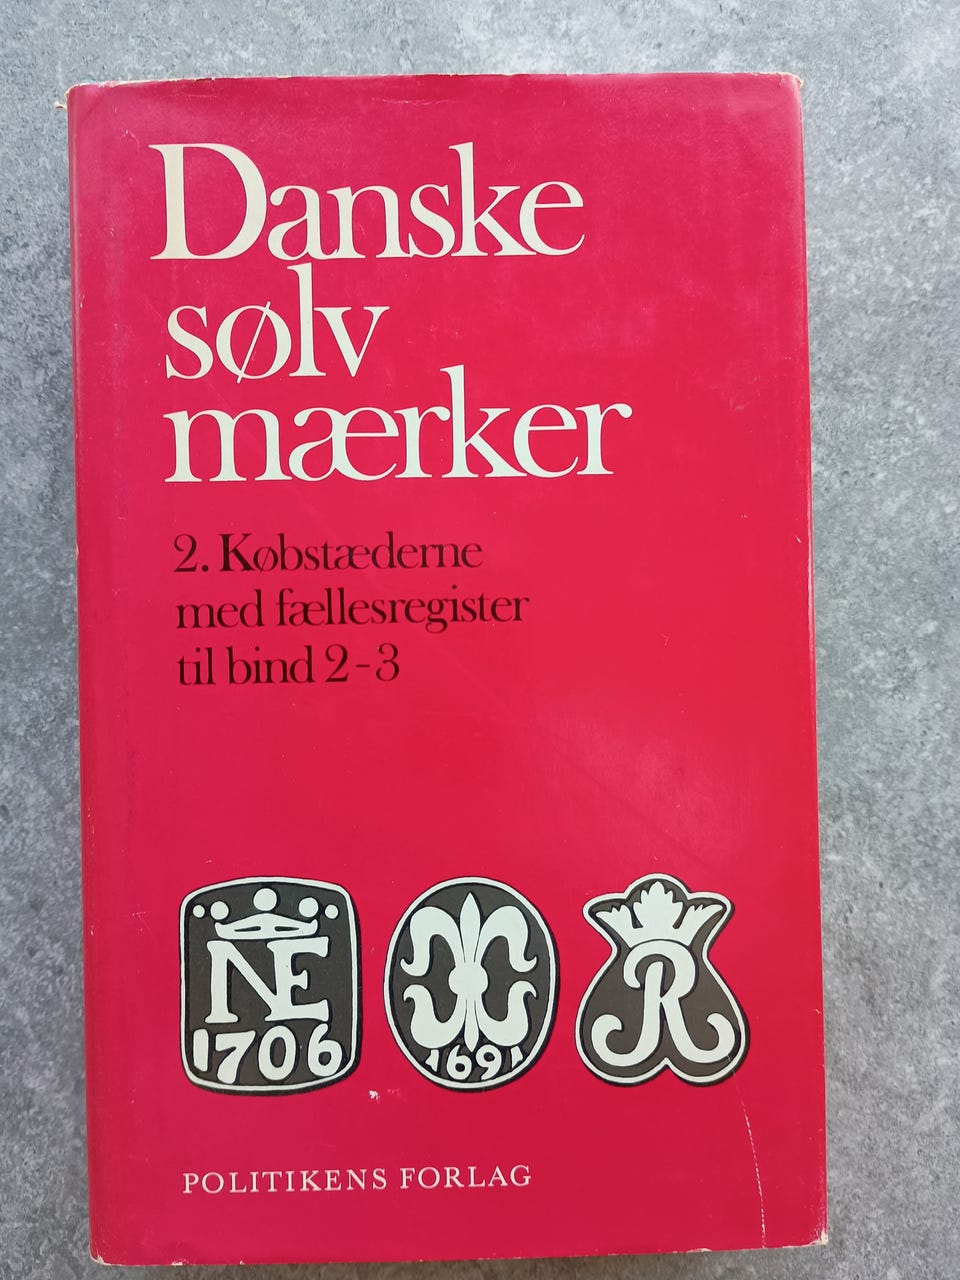 Danske
sølv
mærker
2. Købstæderne
med fællesregister
til bind 2-3
NE
1706
1691
R
POLITIKENS FORLAG